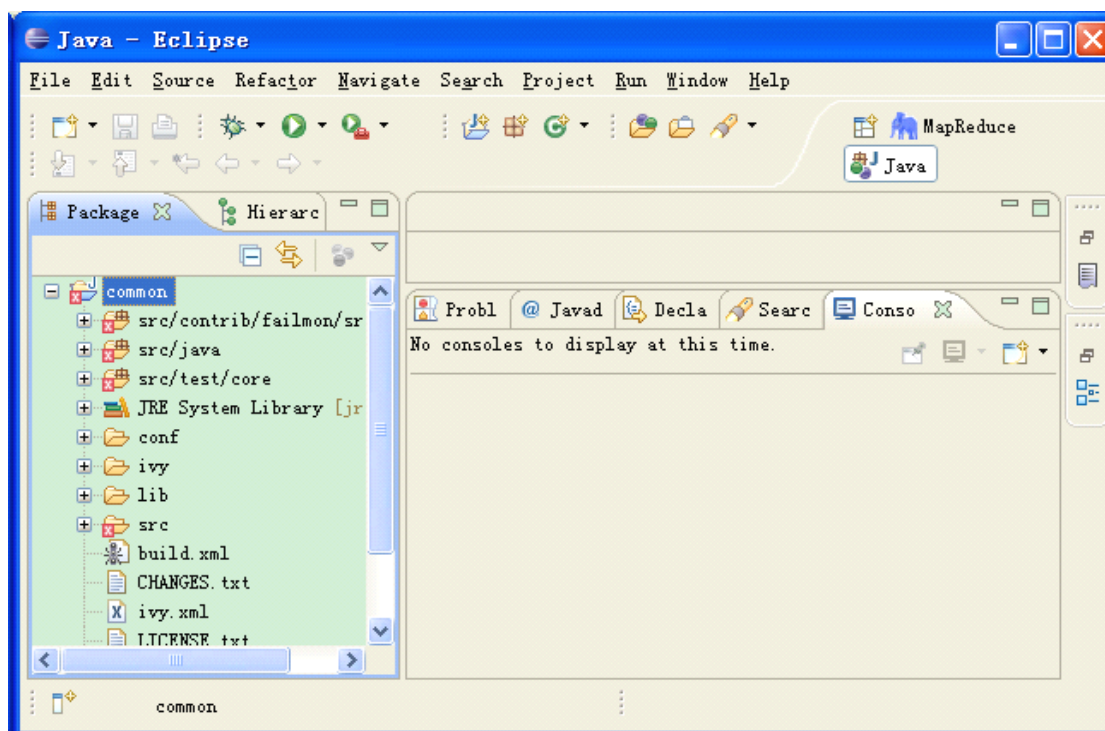 Java - Eclipse
File Edit Source Refactor Navigate Search Project Run Window Help
MapReduce
Java
Package Hierarc
common
src/contrib/failmon/sr
src/java
src/test/core
JRE System Library [jr
conf
ivy
lib
src
build.xml
CHANGES.txt
ivy.xml
LICENSE.txt
Probl @ Javad Decla Searc Conso
No consoles to display at this time.
common